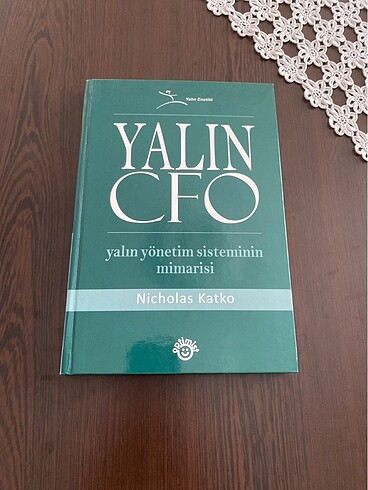 Yalın Enstitü
YALIN
CFO
yalın yönetim sisteminin
mimarisi
Nicholas Katko
optimist